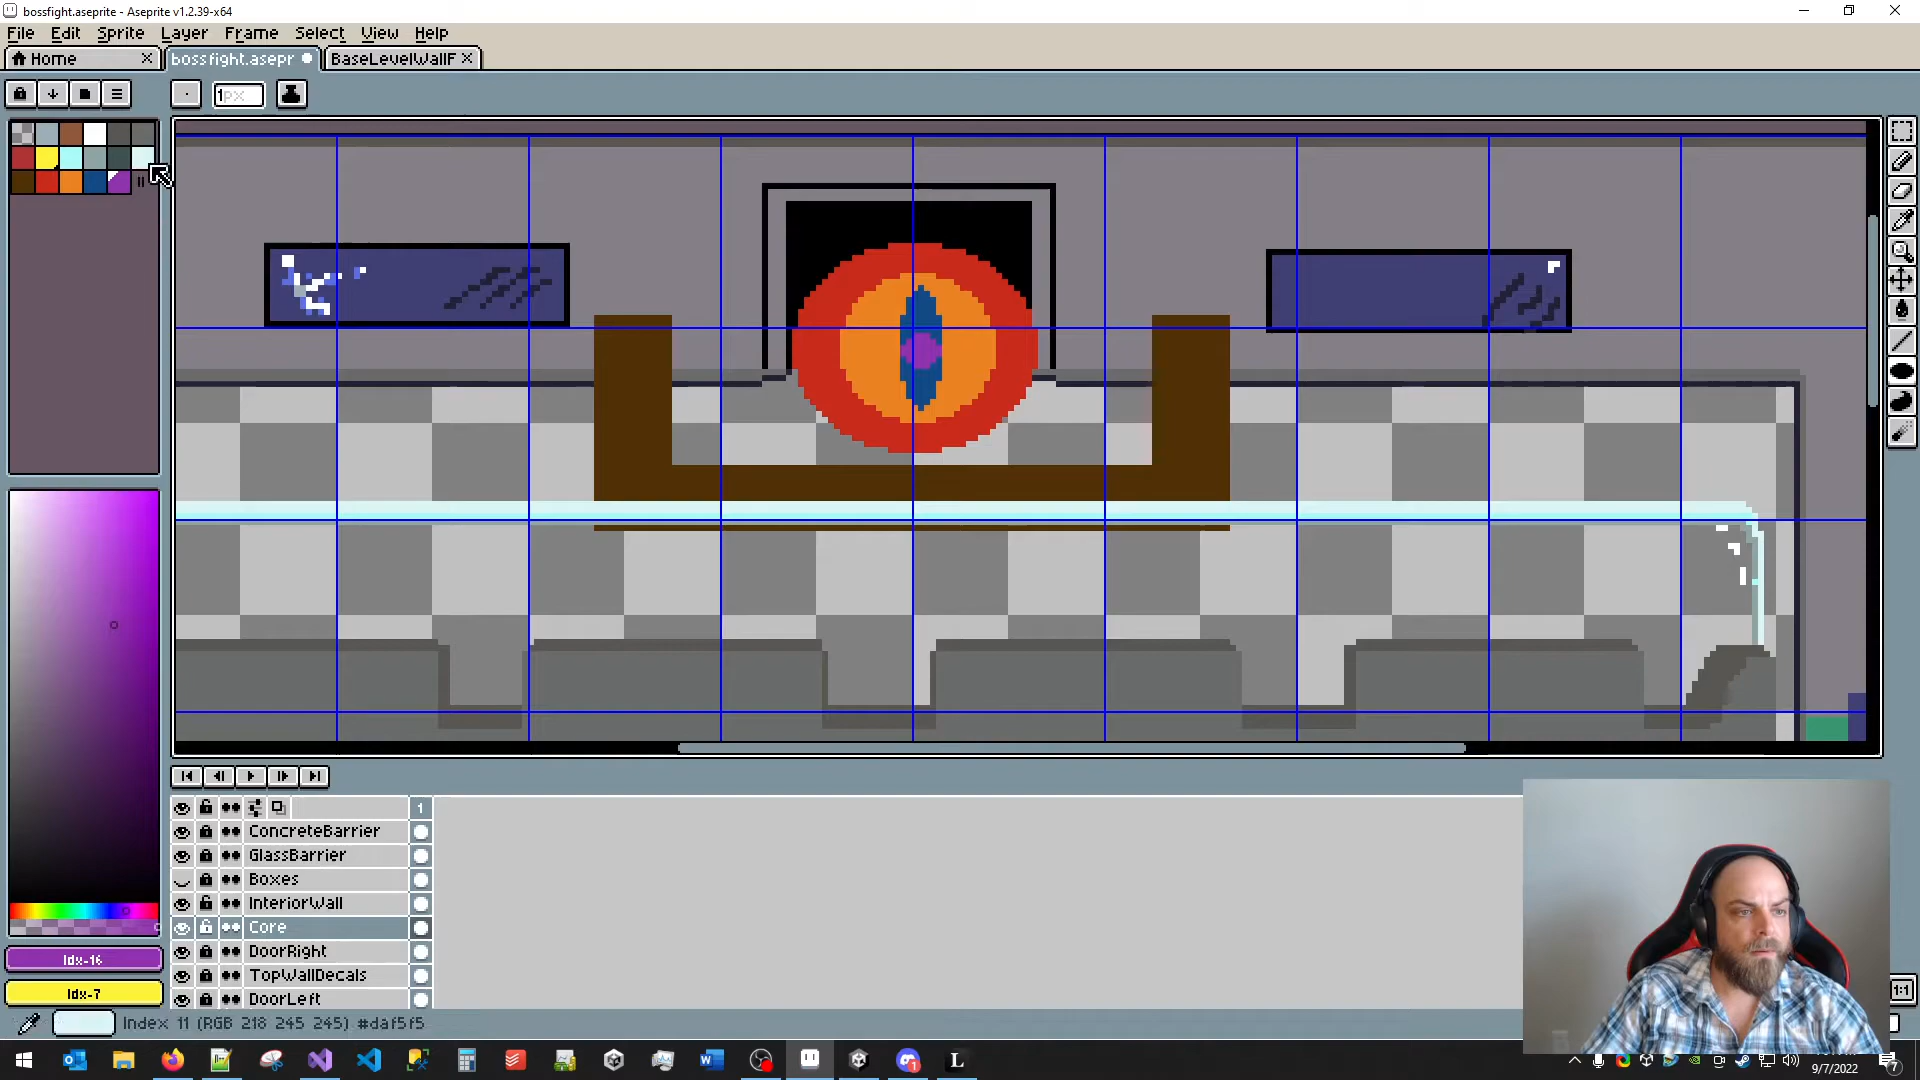 bossfight.aseprite - Aseprite v1.2.39-x64
File Edit Sprite Layer Frame Select View Help
Home bossfight.asepr BaseLevelWallF
1px
1
ConcreteBarrier
GlassBarrier
Boxes
InteriorWall
Core
DoorRight
TopWallDecals
DoorLeft
Idx-16
Idx-7
1:1
Index 11 (RGB 218 245 245) #daf5f5
9/7/2022